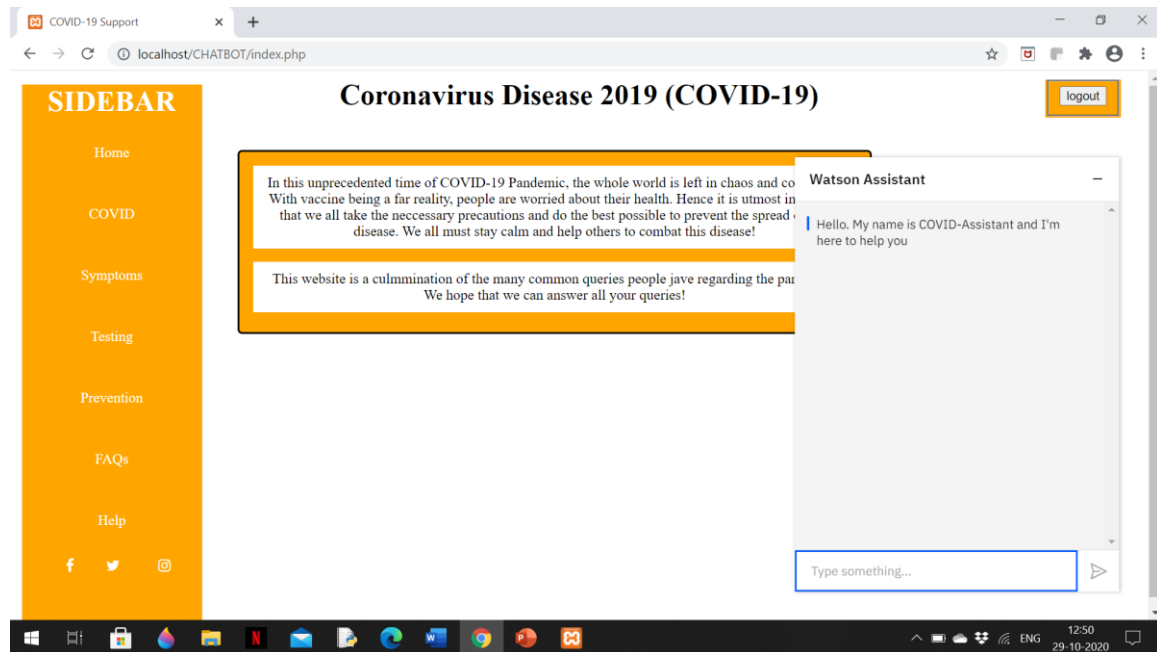 COVID-19 Support
localhost/CHATBOT/index.php
SIDEBAR
Home
COVID
Symptoms
Testing
Prevention
FAQs
Help
Coronavirus Disease 2019 (COVID-19)
logout
In this unprecedented time of COVID-19 Pandemic, the whole world is left in chaos and co
With vaccine being a far reality, people are worried about their health. Hence it is utmost in
that we all take the neccessary precautions and do the best possible to prevent the spread
disease. We all must stay calm and help others to combat this disease!
This website is a culmmination of the many common queries people jave regarding the pan
We hope that we can answer all your queries!
Watson Assistant
Hello. My name is COVID-Assistant and I'm
here to help you
Type something...
ENG
12:50
29-10-2020